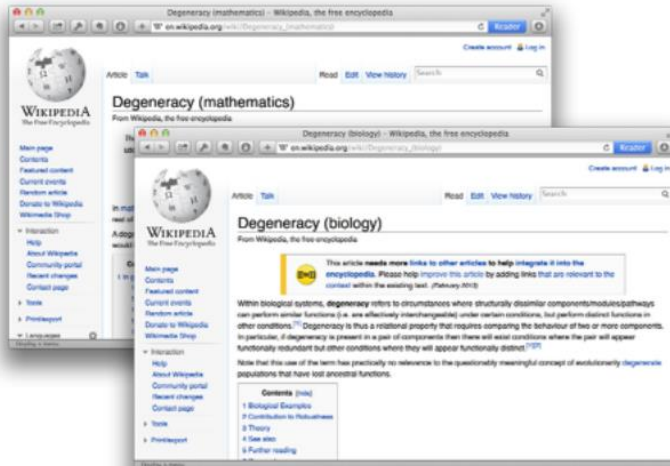 Degeneracy (mathematics) - Wikipedia, the free encyclopedia
en.wikipedia.org/wiki/Degeneracy_(mathematics)
Reader
Create account Log in
Article Talk
Read Edit View history Search
WIKIPEDIA
The Free Encyclopedia
Degeneracy (mathematics)
From Wikipedia, the free encyclopedia
Main page
Contents
Featured content
Current events
Random article
Donate to Wikipedia
Wikimedia Shop
Interaction
Help
About Wikipedia
Community portal
Recent changes
Contact page
Tools
Print/export
Languages
Degeneracy (biology) - Wikipedia, the free encyclopedia
en.wikipedia.org/wiki/Degeneracy_(biology)
Reader
Create account Log in
Article Talk
Read Edit View history Search
WIKIPEDIA
The Free Encyclopedia
Degeneracy (biology)
From Wikipedia, the free encyclopedia
Main page
Contents
Featured content
Current events
Random article
Donate to Wikipedia
Wikimedia Shop
Interaction
Help
About Wikipedia
Community portal
Recent changes
Contact page
Tools
Print/export
This article needs more links to other articles to help integrate it into the
encyclopedia. Please help improve this article by adding links that are relevant to the
context within the existing text. (February 2013)
Within biological systems, degeneracy refers to circumstances where structurally dissimilar components/modules/pathways
can perform similar functions (i.e. are effectively interchangeable) under certain conditions, but perform distinct functions in
other conditions.[1] Degeneracy is thus a relational property that requires comparing the behaviour of two or more components.
In particular, if degeneracy is present in a pair of components then there will exist conditions where the pair will appear
functionally redundant but other conditions where they will appear functionally distinct.[1][2]
Note that this use of the term has practically no relevance to the questionably meaningful concept of evolutionarily degenerate
populations that have lost ancestral functions.
Contents [hide]
1 Biological Examples
2 Contribution to Robustness
3 Theory
4 See also
5 Further reading